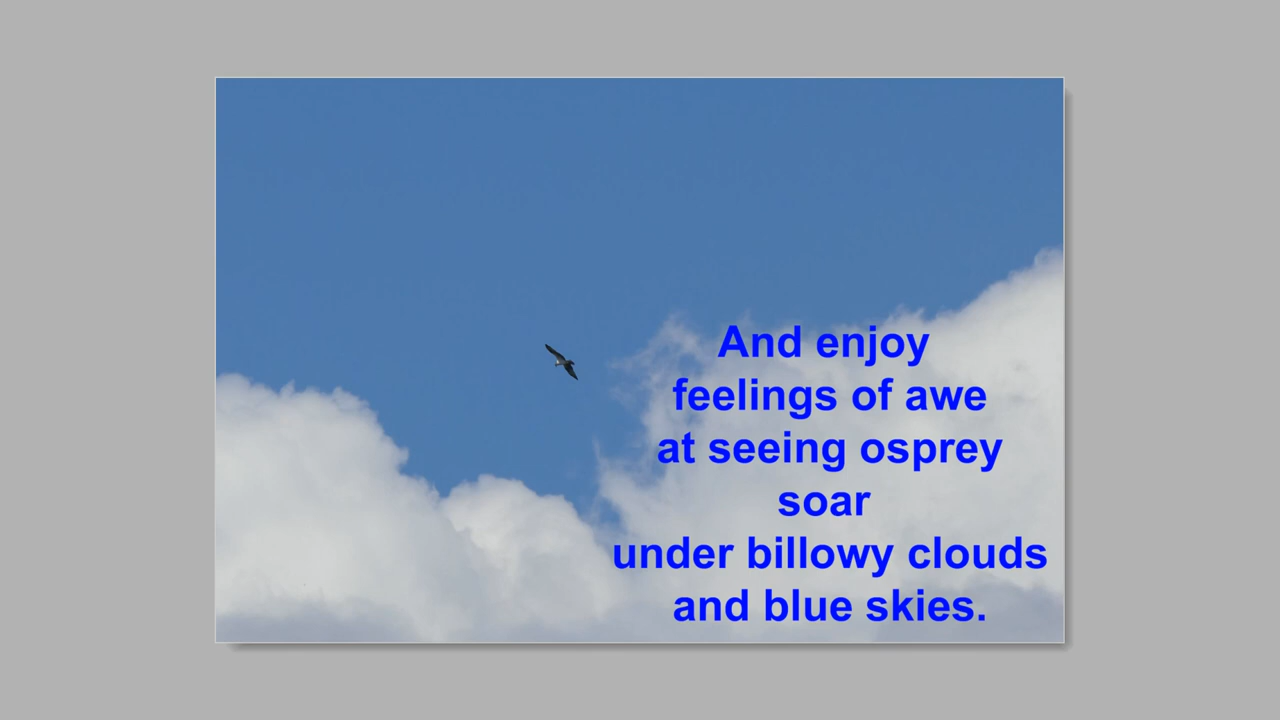 And enjoy
feelings of awe
at seeing osprey
soar
under billowy clouds
and blue skies.